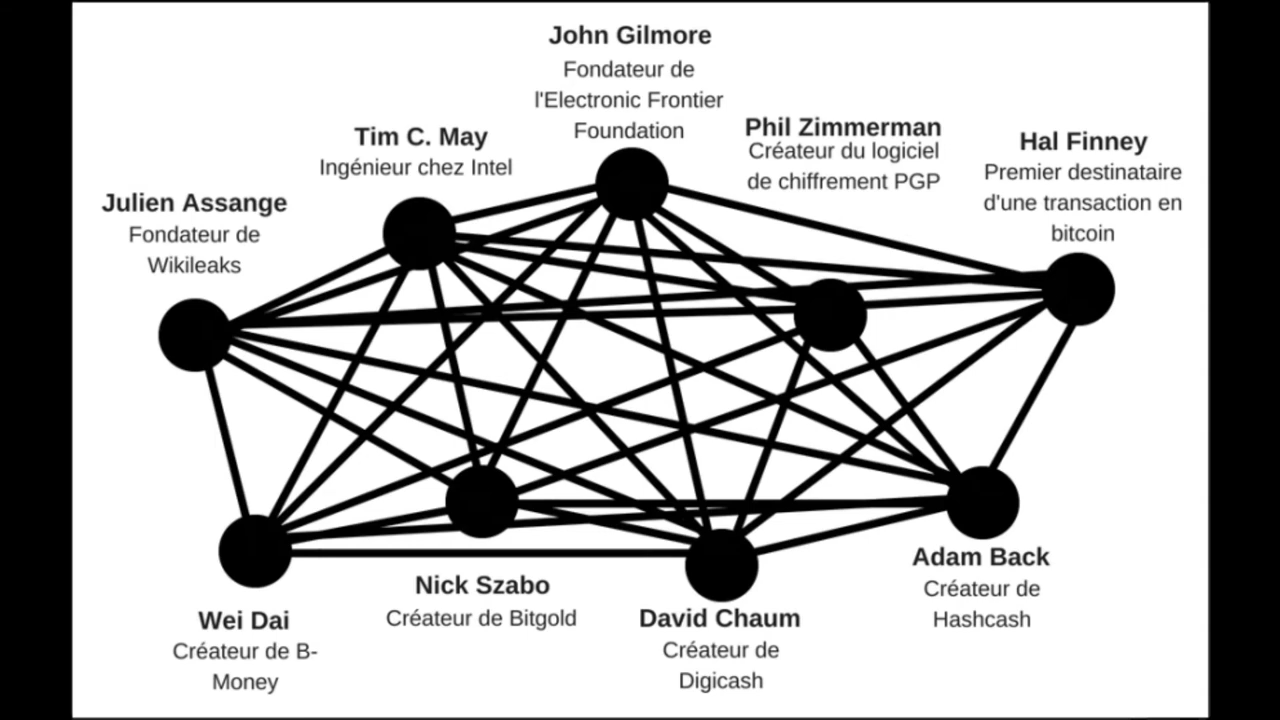 John Gilmore
Fondateur de
l'Electronic Frontier
Foundation
Tim C. May
Ingénieur chez Intel
Phil Zimmerman
Créateur du logiciel
de chiffrement PGP
Hal Finney
Premier destinataire
d'une transaction en
bitcoin
Julien Assange
Fondateur de
Wikileaks
Wei Dai
Créateur de B-
Money
Nick Szabo
Créateur de Bitgold
David Chaum
Créateur de
Digicash
Adam Back
Créateur de
Hashcash